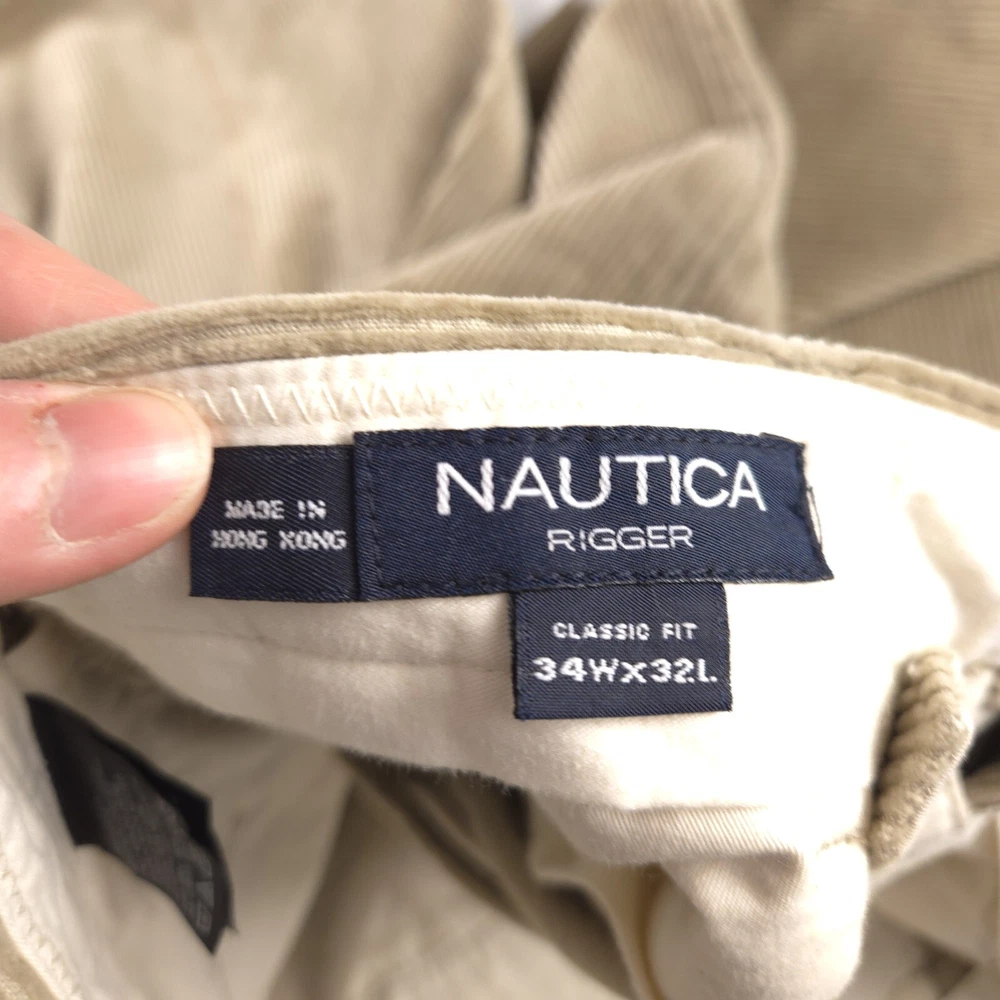 MADE IN
HONG KONG
NAUTICA
RIGGER
CLASSIC FIT
34WX32L